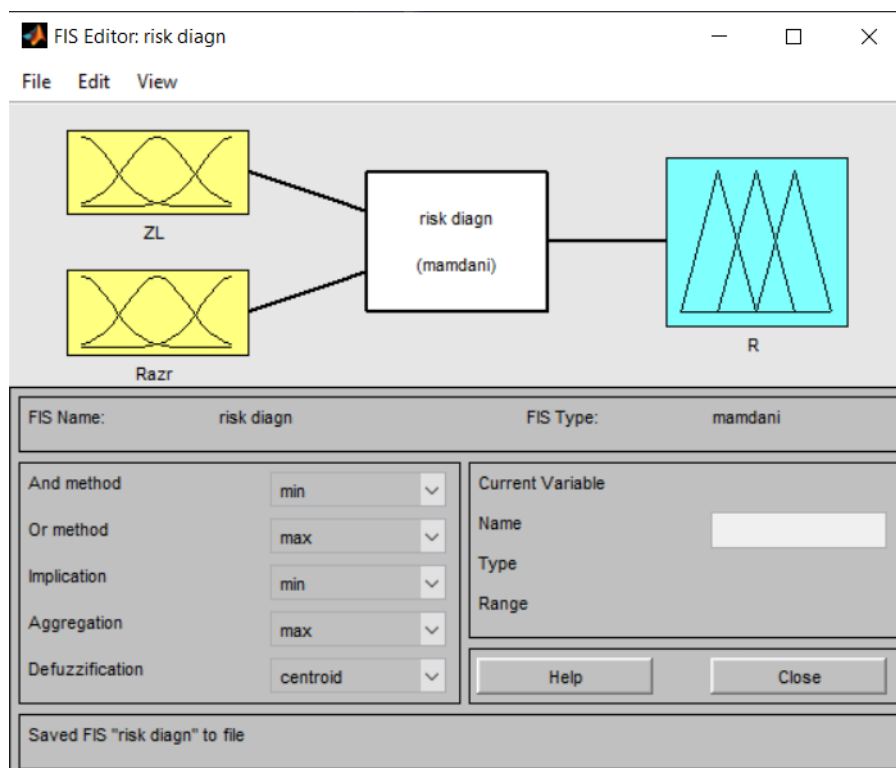 FIS Editor: risk diagn
File Edit View
ZL
Razr
risk diagn
(mamdani)
R
FIS Name: risk diagn FIS Type: mamdani
And method min
Or method max
Implication min
Aggregation max
Defuzzification centroid
Current Variable
Name
Type
Range
Help Close
Saved FIS "risk diagn" to file